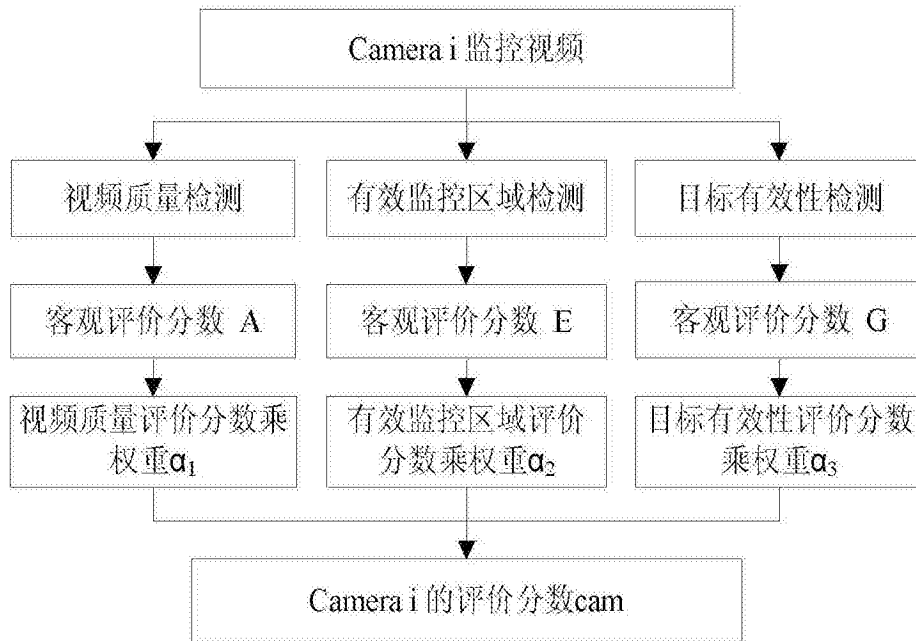 Camera i 监控视频
视频质量检测
有效监控区域检测
目标有效性检测
客观评价分数 A
客观评价分数 E
客观评价分数 G
视频质量评价分数乘
权重α₁
有效监控区域评价
分数乘权重α₂
目标有效性评价分数
乘权重α₃
Camera i 的评价分数cam